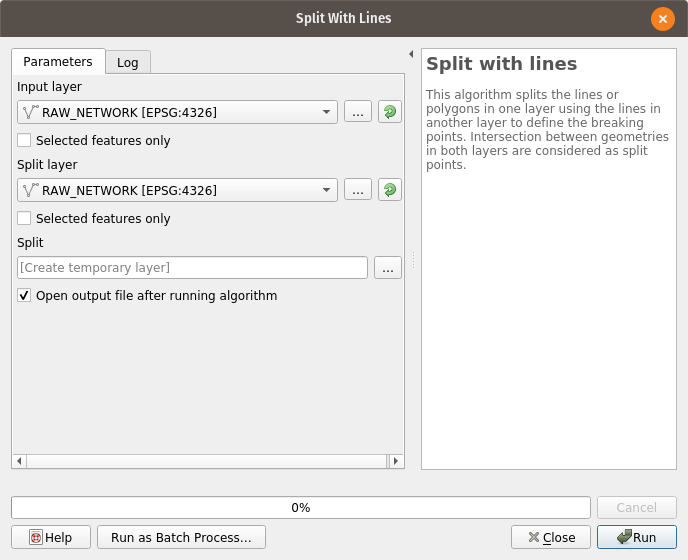 Split With Lines
Parameters
Log
Input layer
RAW_NETWORK [EPSG:4326]
...
Selected features only
Split layer
RAW_NETWORK [EPSG:4326]
...
Selected features only
Split
[Create temporary layer]
...
Open output file after running algorithm
Split with lines
This algorithm splits the lines or
polygons in one layer using the lines in
another layer to define the breaking
points. Intersection between geometries
in both layers are considered as split
points.
0%
Cancel
Help
Run as Batch Process...
Close
Run